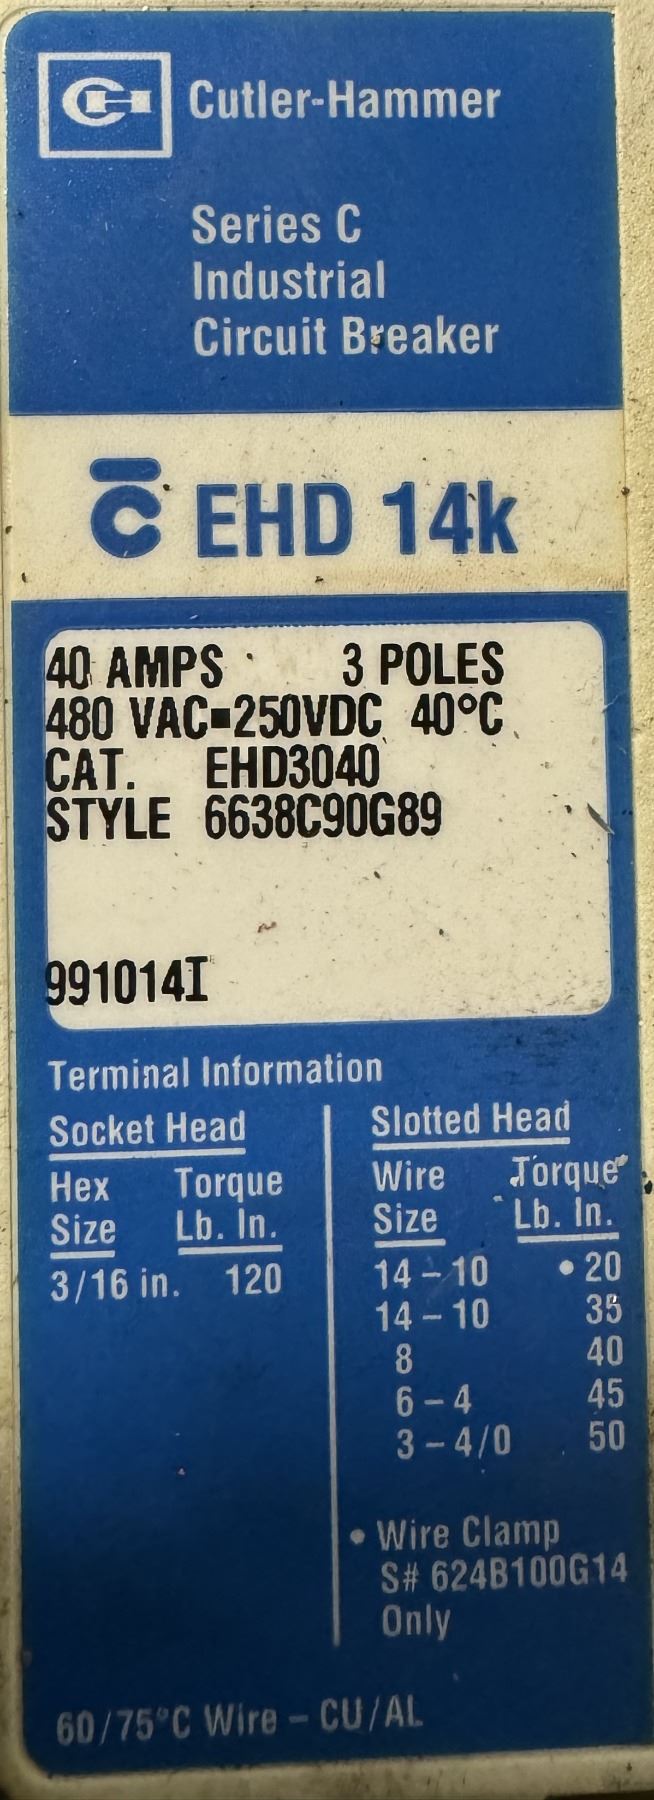 Cutler-Hammer
Series C
Industrial
Circuit Breaker
C EHD 14k
40 AMPS 3 POLES
480 VAC▪250VDC 40°C
CAT. EHD3040
STYLE 6638C90G89
991014I
Terminal Information
Socket Head
Hex Size Torque Lb. In.
3/16 in. 120
Slotted Head
Wire Size Torque Lb. In.
14 – 10 • 20
14 – 10 35
8 40
6 – 4 45
3 – 4/0 50
• Wire Clamp
S# 624B100G14
Only
60/75°C Wire – CU/AL